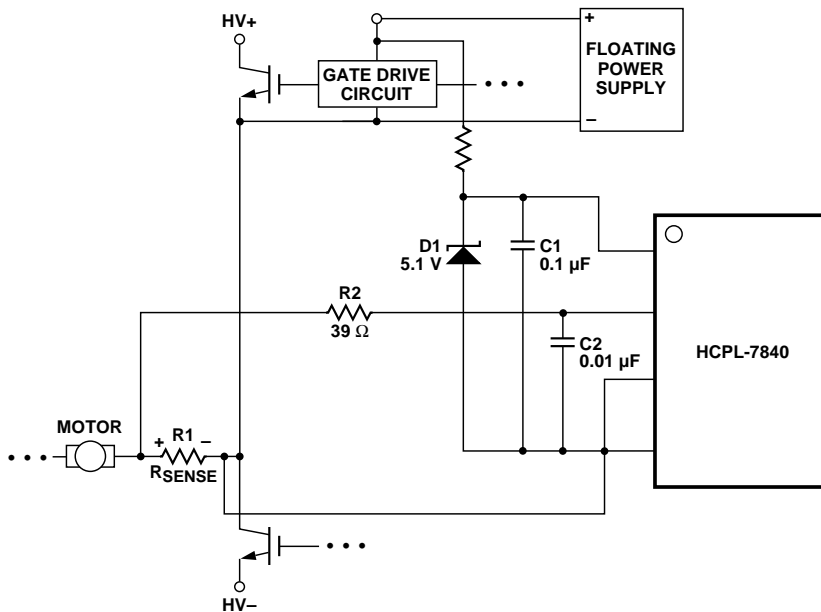 HV+
+
FLOATING
POWER
SUPPLY
−
GATE DRIVE
CIRCUIT
• • •
D1
5.1 V
C1
0.1 µF
R2
39 Ω
C2
0.01 µF
HCPL-7840
MOTOR
• • •
+ R1 −
RSENSE
• • •
HV−